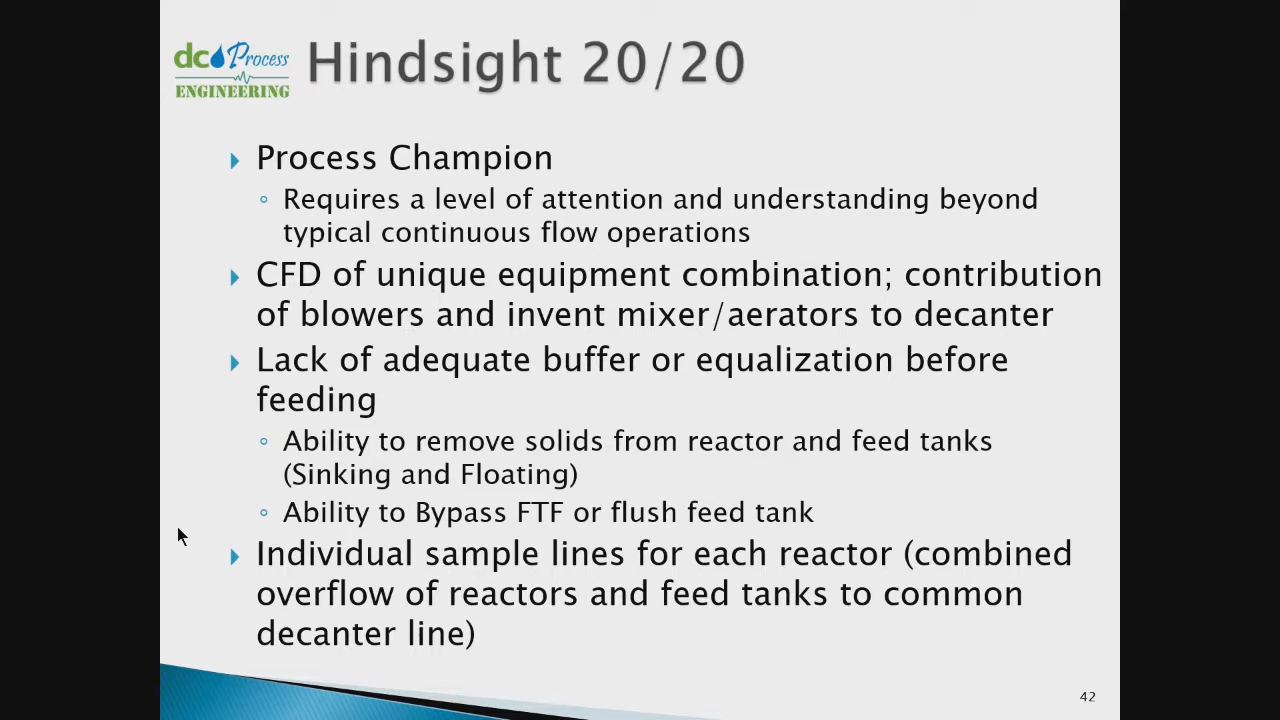 dc Process
ENGINEERING
Hindsight 20/20
Process Champion
Requires a level of attention and understanding beyond
typical continuous flow operations
CFD of unique equipment combination; contribution
of blowers and invent mixer/aerators to decanter
Lack of adequate buffer or equalization before
feeding
Ability to remove solids from reactor and feed tanks
(Sinking and Floating)
Ability to Bypass FTF or flush feed tank
Individual sample lines for each reactor (combined
overflow of reactors and feed tanks to common
decanter line)
42